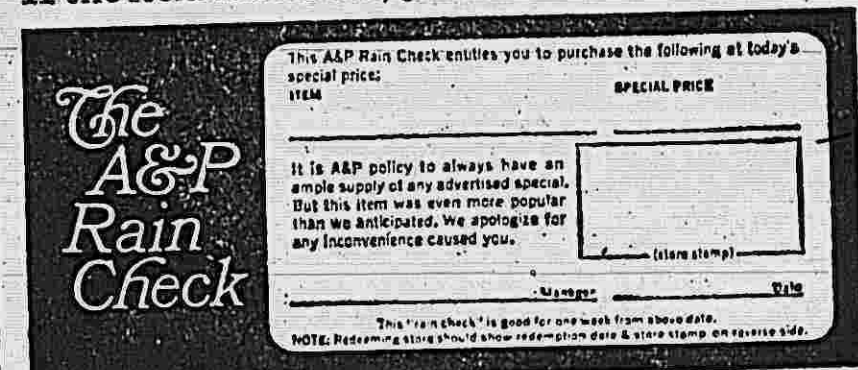 The
A&P
Rain
Check
This A&P Rain Check entitles you to purchase the following at today's
special price:
ITEM SPECIAL PRICE
It is A&P policy to always have an
ample supply of any advertised special.
But this item was even more popular
than we anticipated. We apologize for
any inconvenience caused you.
(store stamp)
Manager Date
This "rain check" is good for one week from above date.
NOTE: Redeeming store should show redemption date & store stamp on reverse side.